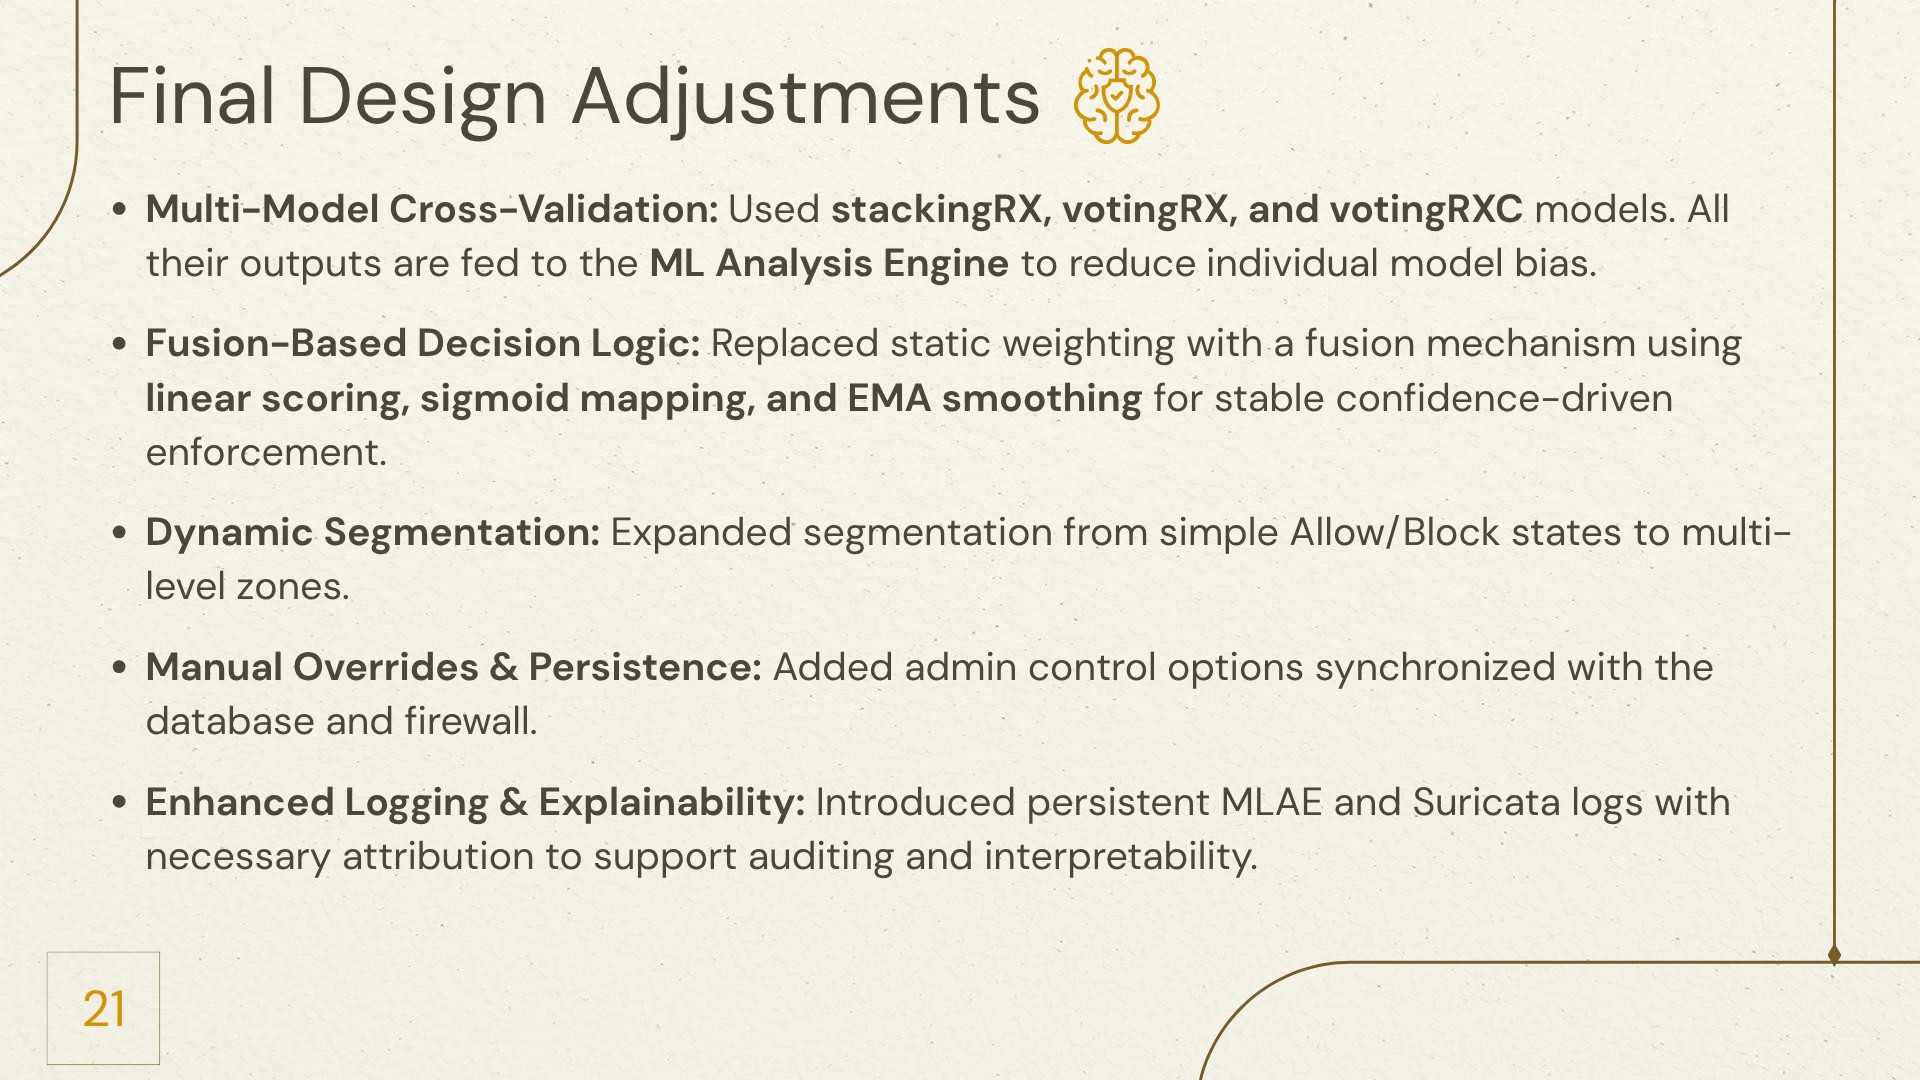 Final Design Adjustments
• Multi-Model Cross-Validation: Used stackingRX, votingRX, and votingRXC models. All
their outputs are fed to the ML Analysis Engine to reduce individual model bias.
• Fusion-Based Decision Logic: Replaced static weighting with a fusion mechanism using
linear scoring, sigmoid mapping, and EMA smoothing for stable confidence-driven
enforcement.
• Dynamic Segmentation: Expanded segmentation from simple Allow/Block states to multi-
level zones.
• Manual Overrides & Persistence: Added admin control options synchronized with the
database and firewall.
• Enhanced Logging & Explainability: Introduced persistent MLAE and Suricata logs with
necessary attribution to support auditing and interpretability.
21